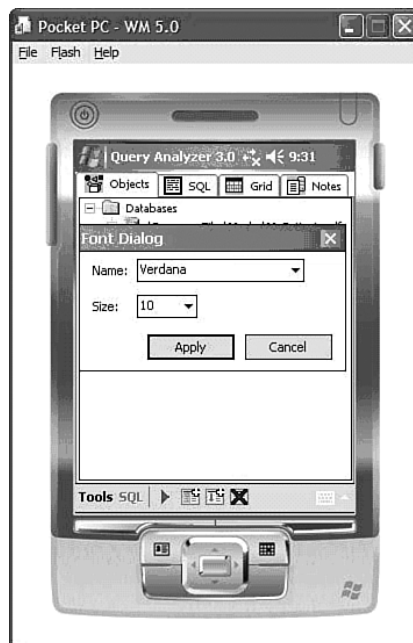 Pocket PC - WM 5.0
File Flash Help
Query Analyzer 3.0 9:31
Objects SQL Grid Notes
Databases
Font Dialog
Name: Verdana
Size: 10
Apply Cancel
Tools SQL